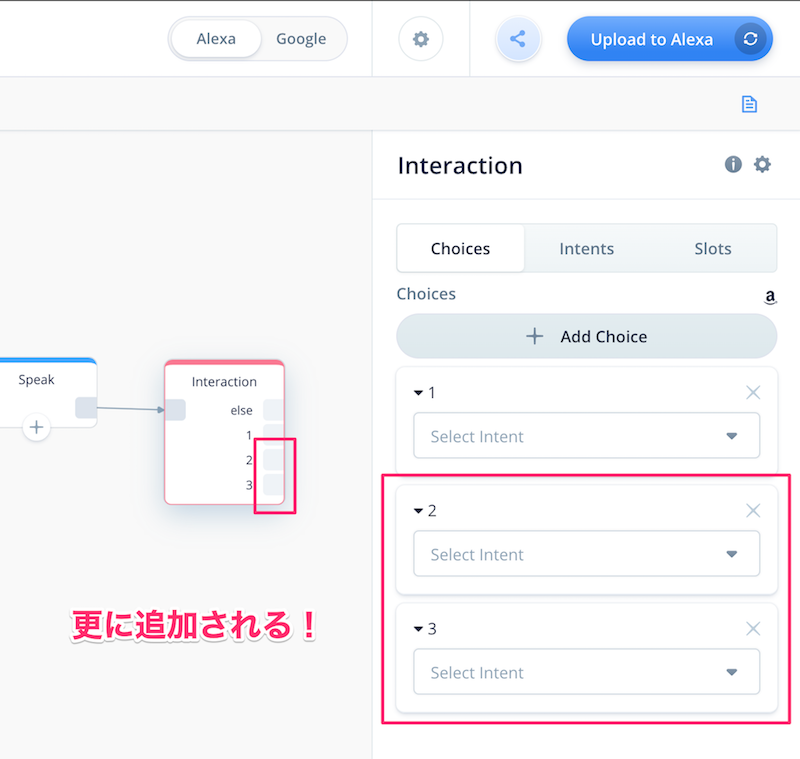 Alexa
Google
Upload to Alexa
Interaction
Choices
Intents
Slots
Choices
a
Add Choice
1
Select Intent
2
Select Intent
3
Select Intent
Speak
Interaction
else
1
2
3
更に追加される！